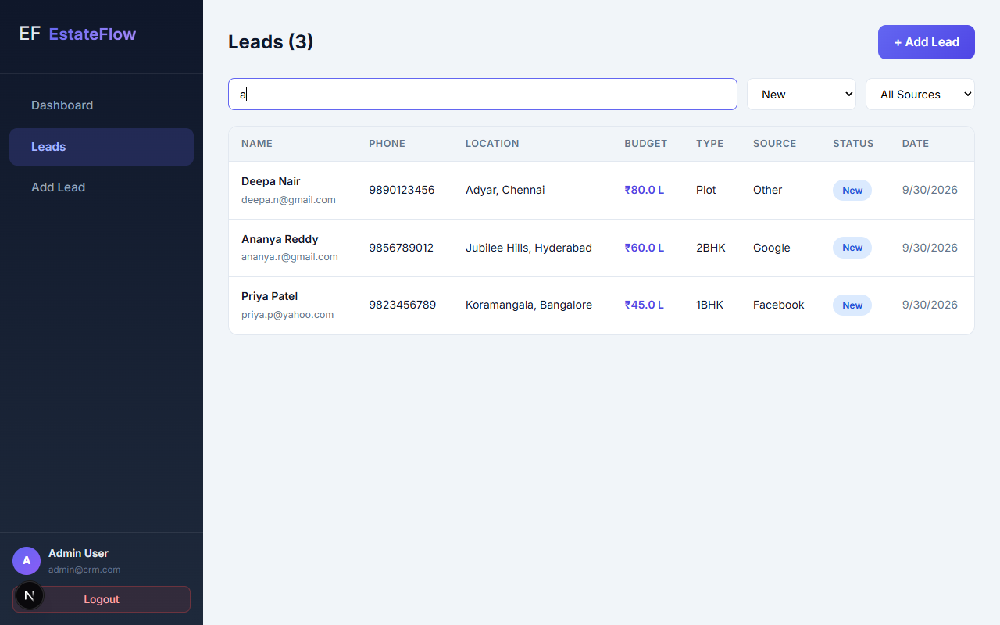 EF EstateFlow
Dashboard
Leads
Add Lead
Admin User
A
admin@crm.com
N
Logout
Leads (3)
+ Add Lead
a
New
All Sources
NAME PHONE LOCATION BUDGET TYPE SOURCE STATUS DATE
Deepa Nair
deepa.n@gmail.com
9890123456 Adyar, Chennai ₹80.0 L Plot Other New 9/30/2026
Ananya Reddy
ananya.r@gmail.com
9856789012 Jubilee Hills, Hyderabad ₹60.0 L 2BHK Google New 9/30/2026
Priya Patel
priya.p@yahoo.com
9823456789 Koramangala, Bangalore ₹45.0 L 1BHK Facebook New 9/30/2026